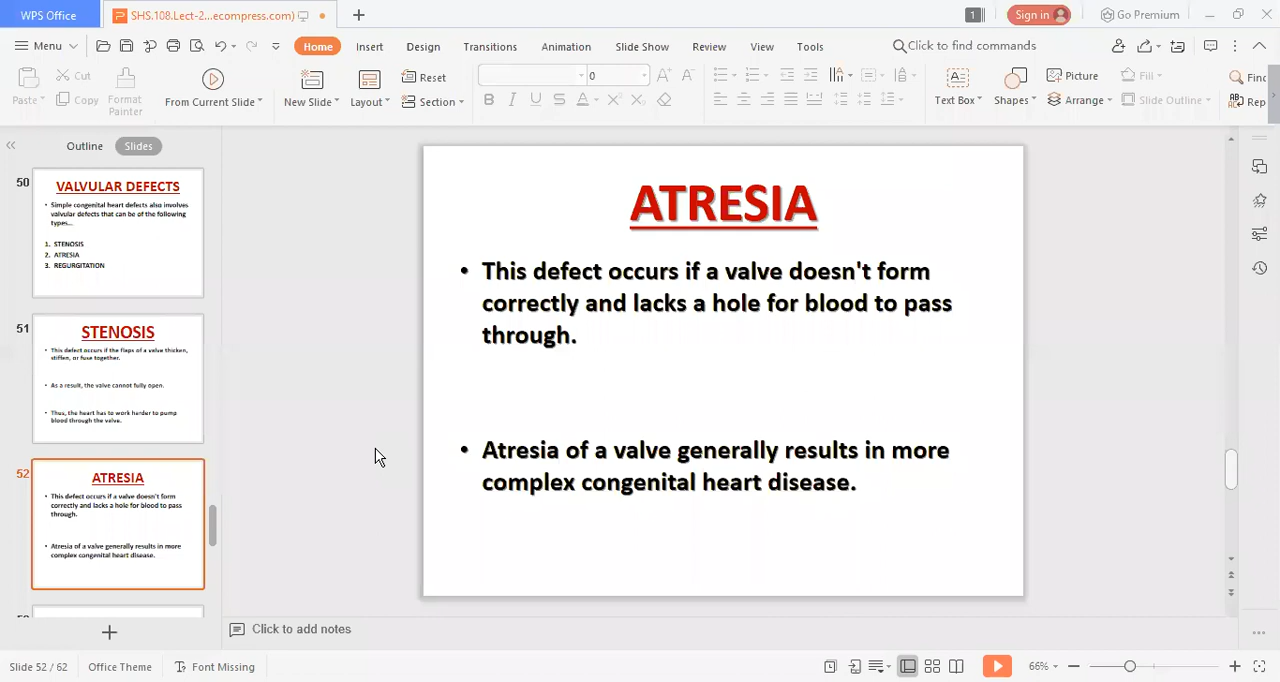 WPS Office
SHS.108.Lect-2...ecompress.com)
1
Sign in
Go Premium
Menu
Home
Insert
Design
Transitions
Animation
Slide Show
Review
View
Tools
Click to find commands
Paste
Cut
Copy
Format
Painter
From Current Slide
New Slide
Layout
Reset
Section
0
B I U S A X² X₂
Text Box
Shapes
Picture
Arrange
Fill
Slide Outline
Find
Rep
Outline
Slides
50
VALVULAR DEFECTS
• Simple congenital heart defects also involves
valvular defects that can be of the following
types...
1. STENOSIS
2. ATRESIA
3. REGURGITATION
51
STENOSIS
• This defect occurs if the flaps of a valve thicken,
stiffen, or fuse together.
• As a result, the valve cannot fully open.
• Thus, the heart has to work harder to pump
blood through the valve.
52
ATRESIA
• This defect occurs if a valve doesn't form
correctly and lacks a hole for blood to pass
through.
• Atresia of a valve generally results in more
complex congenital heart disease.
ATRESIA
• This defect occurs if a valve doesn't form
correctly and lacks a hole for blood to pass
through.
• Atresia of a valve generally results in more
complex congenital heart disease.
Click to add notes
Slide 52 / 62
Office Theme
Font Missing
66%